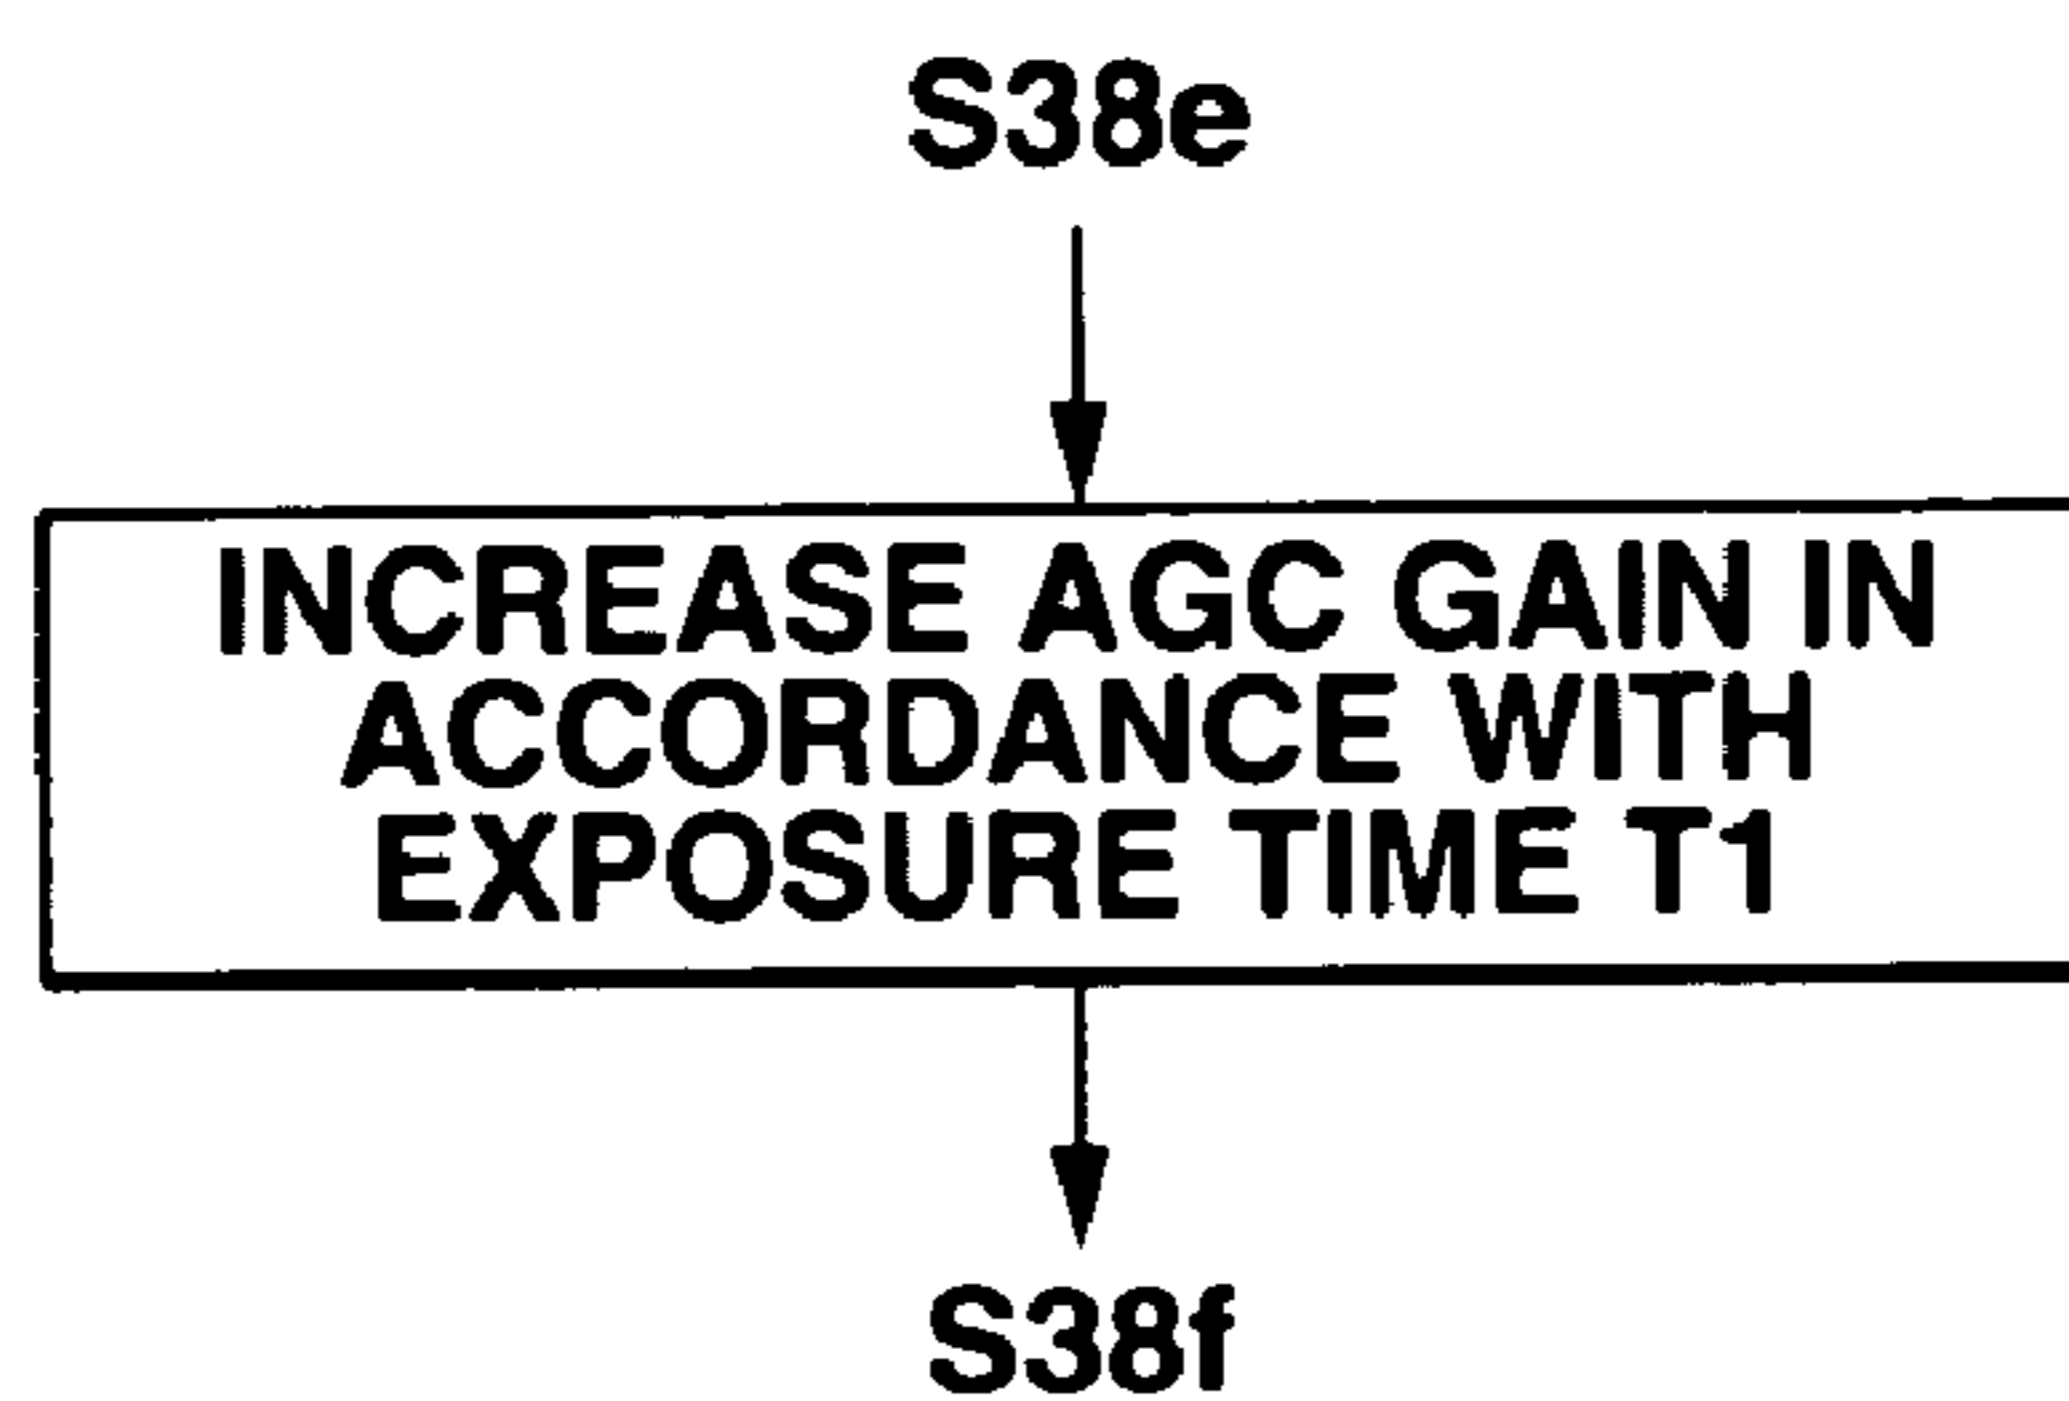 S38e
INCREASE AGC GAIN IN
ACCORDANCE WITH
EXPOSURE TIME T1
S38f